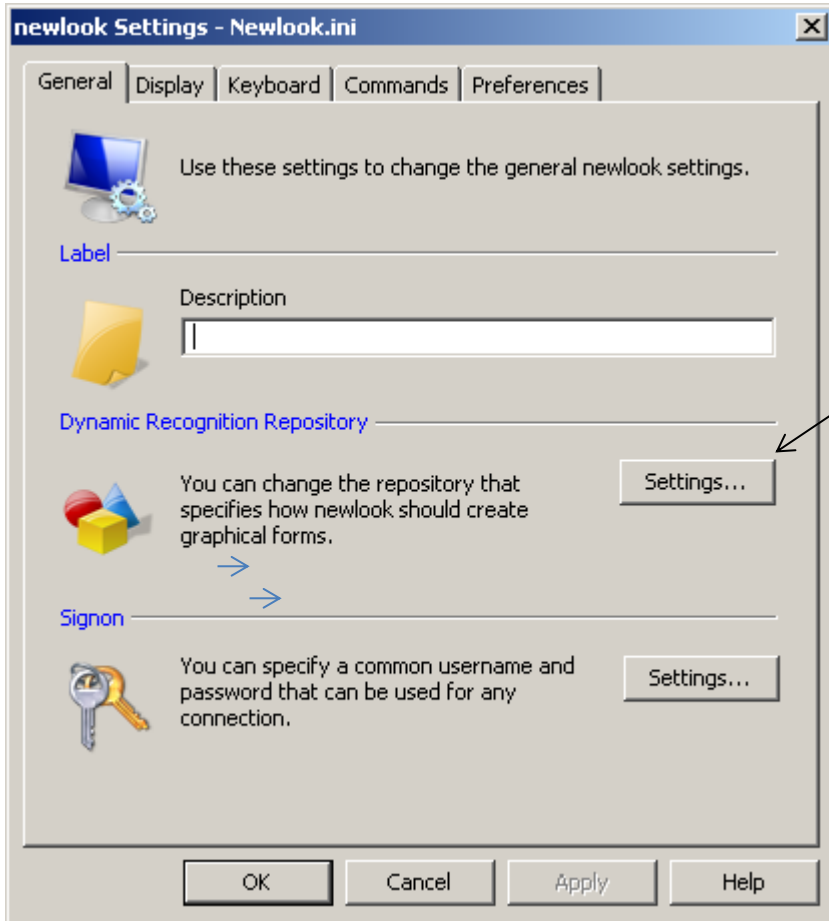 newlook Settings - Newlook.ini
General Display Keyboard Commands Preferences
Use these settings to change the general newlook settings.
Label
Description
Dynamic Recognition Repository
You can change the repository that
specifies how newlook should create
graphical forms.
Settings...
Signon
You can specify a common username and
password that can be used for any
connection.
Settings...
OK Cancel Apply Help